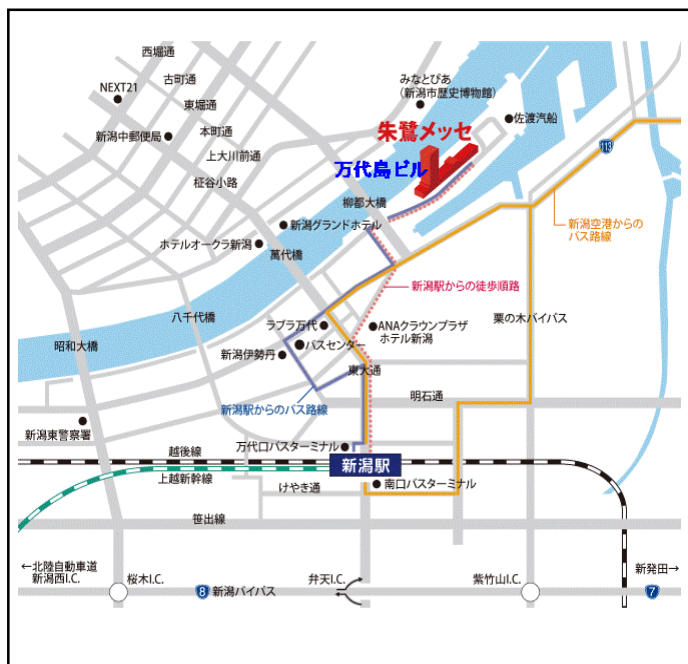 西堀通
古町通
NEXT21
東堀通
みなとぴあ
(新潟市歴史博物館)
佐渡汽船
新潟中郵便局
本町通
朱鷺メッセ
上大川前通
万代島ビル
113
柾谷小路
柳都大橋
新潟グランドホテル
新潟空港からの
バス路線
ホテルオークラ新潟
萬代橋
新潟駅からの徒歩順路
八千代橋
ラブラ万代
ANAクラウンプラザ
ホテル新潟
栗の木バイパス
昭和大橋
バスセンター
新潟伊勢丹
東大通
明石通
新潟駅からのバス路線
新潟東警察署
万代口バスターミナル
越後線
新潟駅
上越新幹線
けやき通
南口バスターミナル
笹出線
←北陸自動車道
新潟西I.C.
桜木I.C.
弁天I.C.
紫竹山I.C.
新発田→
8
新潟バイパス
7